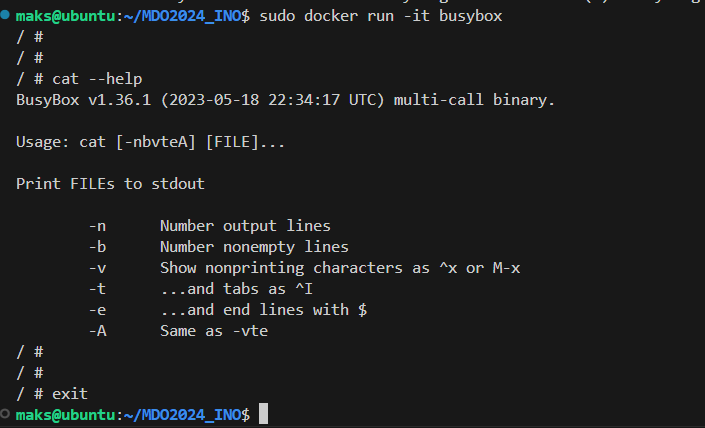 maks@ubuntu:~/MDO2024_INO$ sudo docker run -it busybox
/ #
/ #
/ # cat --help
BusyBox v1.36.1 (2023-05-18 22:34:17 UTC) multi-call binary.

Usage: cat [-nbvteA] [FILE]...

Print FILEs to stdout

        -n      Number output lines
        -b      Number nonempty lines
        -v      Show nonprinting characters as ^x or M-x
        -t      ...and tabs as ^I
        -e      ...and end lines with $
        -A      Same as -vte
/ #
/ #
/ # exit
maks@ubuntu:~/MDO2024_INO$